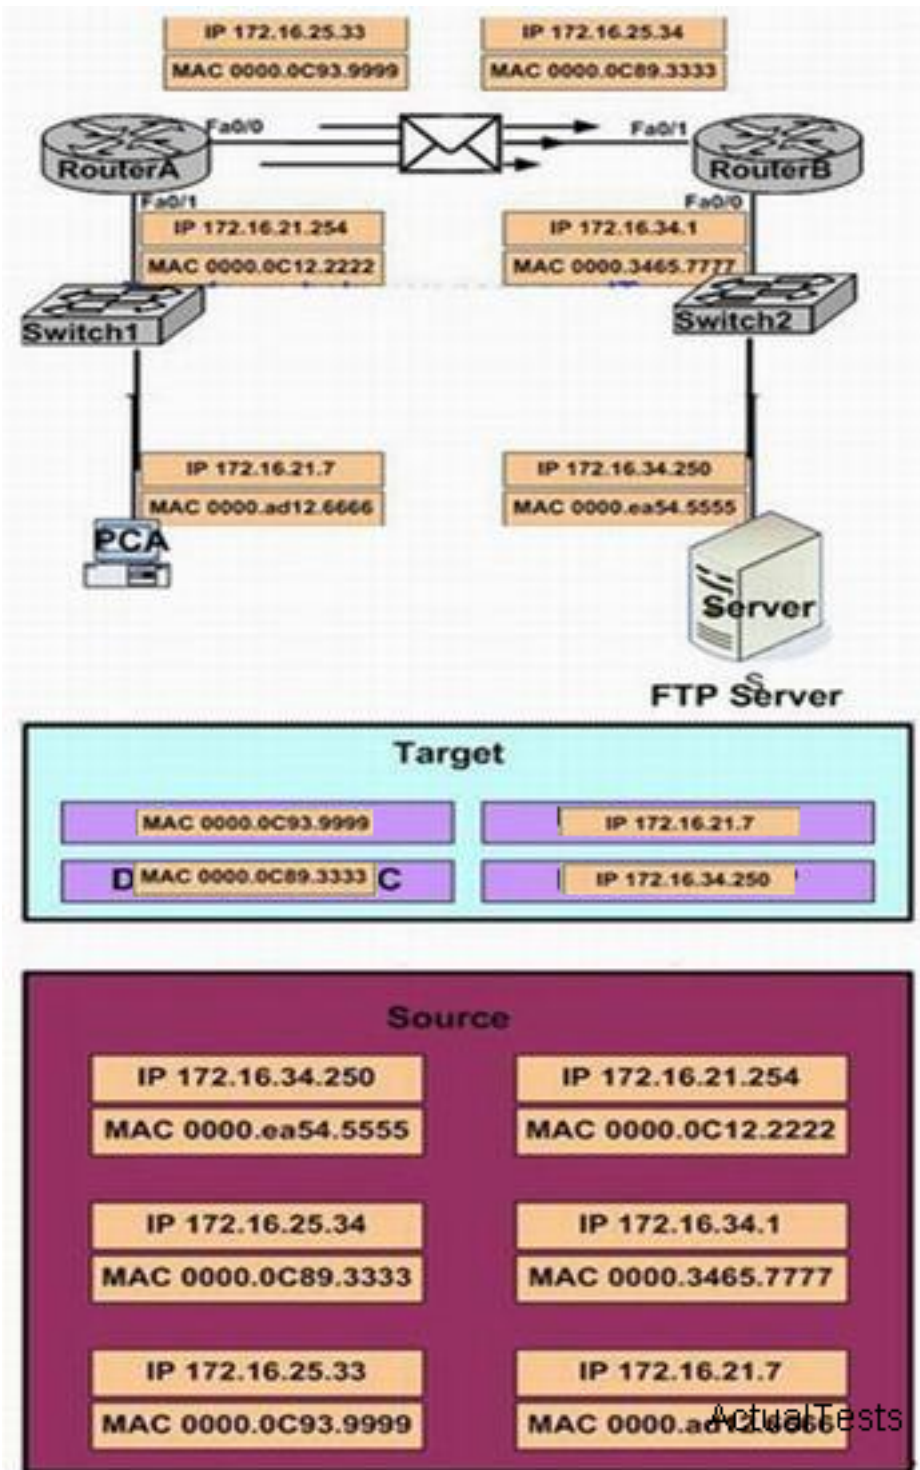 IP 172.16.25.33
IP 172.16.25.34
MAC 0000.0C93.9999
MAC 0000.0C89.3333
Fa0/0
Fa0/1
RouterA
RouterB
Fa0/1
Fa0/0
IP 172.16.21.254
IP 172.16.34.1
MAC 0000.0C12.2222
MAC 0000.3465.7777
Switch1
Switch2
IP 172.16.21.7
IP 172.16.34.250
MAC 0000.ad12.6666
MAC 0000.ea54.5555
PCA
Server
S
FTP Server
Target
MAC 0000.0C93.9999
IP 172.16.21.7
D MAC 0000.0C89.3333 C
IP 172.16.34.250
Source
IP 172.16.34.250
IP 172.16.21.254
MAC 0000.ea54.5555
MAC 0000.0C12.2222
IP 172.16.25.34
IP 172.16.34.1
MAC 0000.0C89.3333
MAC 0000.3465.7777
IP 172.16.25.33
IP 172.16.21.7
MAC 0000.0C93.9999
MAC 0000.ad12.6666
ActualTests